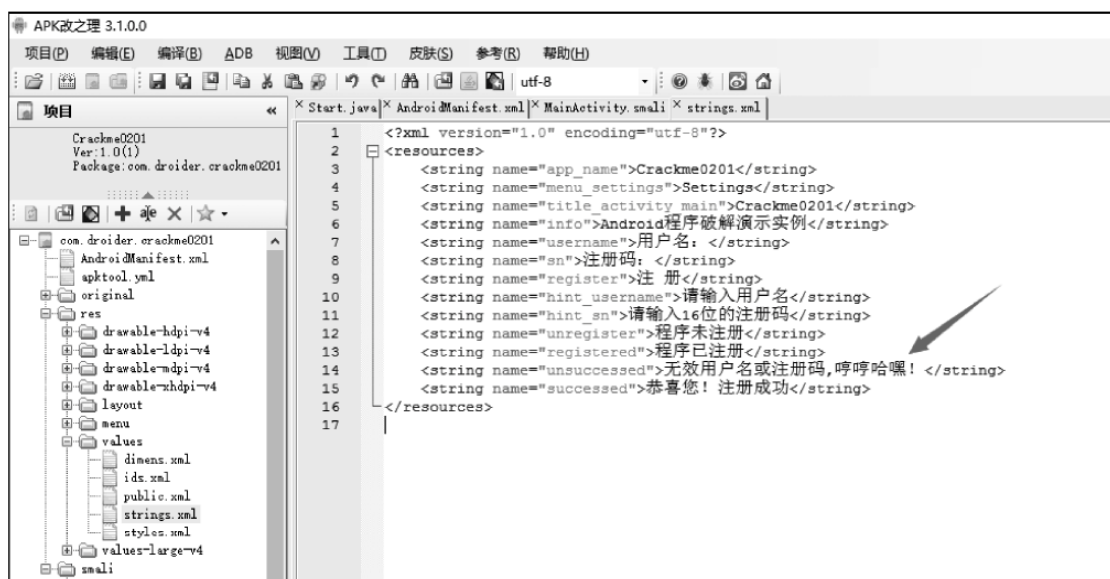 APK改之理 3.1.0.0
项目(P) 编辑(E) 编译(B) ADB 视图(V) 工具(T) 皮肤(S) 参考(R) 帮助(H)
utf-8
项目
Crackme0201
Ver:1.0(1)
Package:com.droider.crackme0201
com.droider.crackme0201
AndroidManifest.xml
apktool.yml
original
res
drawable-hdpi-v4
drawable-ldpi-v4
drawable-mdpi-v4
drawable-xhdpi-v4
layout
menu
values
dimens.xml
ids.xml
public.xml
strings.xml
styles.xml
values-large-v4
smali
Start.java AndroidManifest.xml MainActivity.smali strings.xml
1 <?xml version="1.0" encoding="utf-8"?>
2 <resources>
3 <string name="app_name">Crackme0201</string>
4 <string name="menu_settings">Settings</string>
5 <string name="title_activity_main">Crackme0201</string>
6 <string name="info">Android程序破解演示实例</string>
7 <string name="username">用户名：</string>
8 <string name="sn">注册码：</string>
9 <string name="register">注 册</string>
10 <string name="hint_username">请输入用户名</string>
11 <string name="hint_sn">请输入16位的注册码</string>
12 <string name="unregister">程序未注册</string>
13 <string name="registered">程序已注册</string>
14 <string name="unsuccessed">无效用户名或注册码,哼哼哈嘿！</string>
15 <string name="successed">恭喜您！注册成功</string>
16 </resources>
17